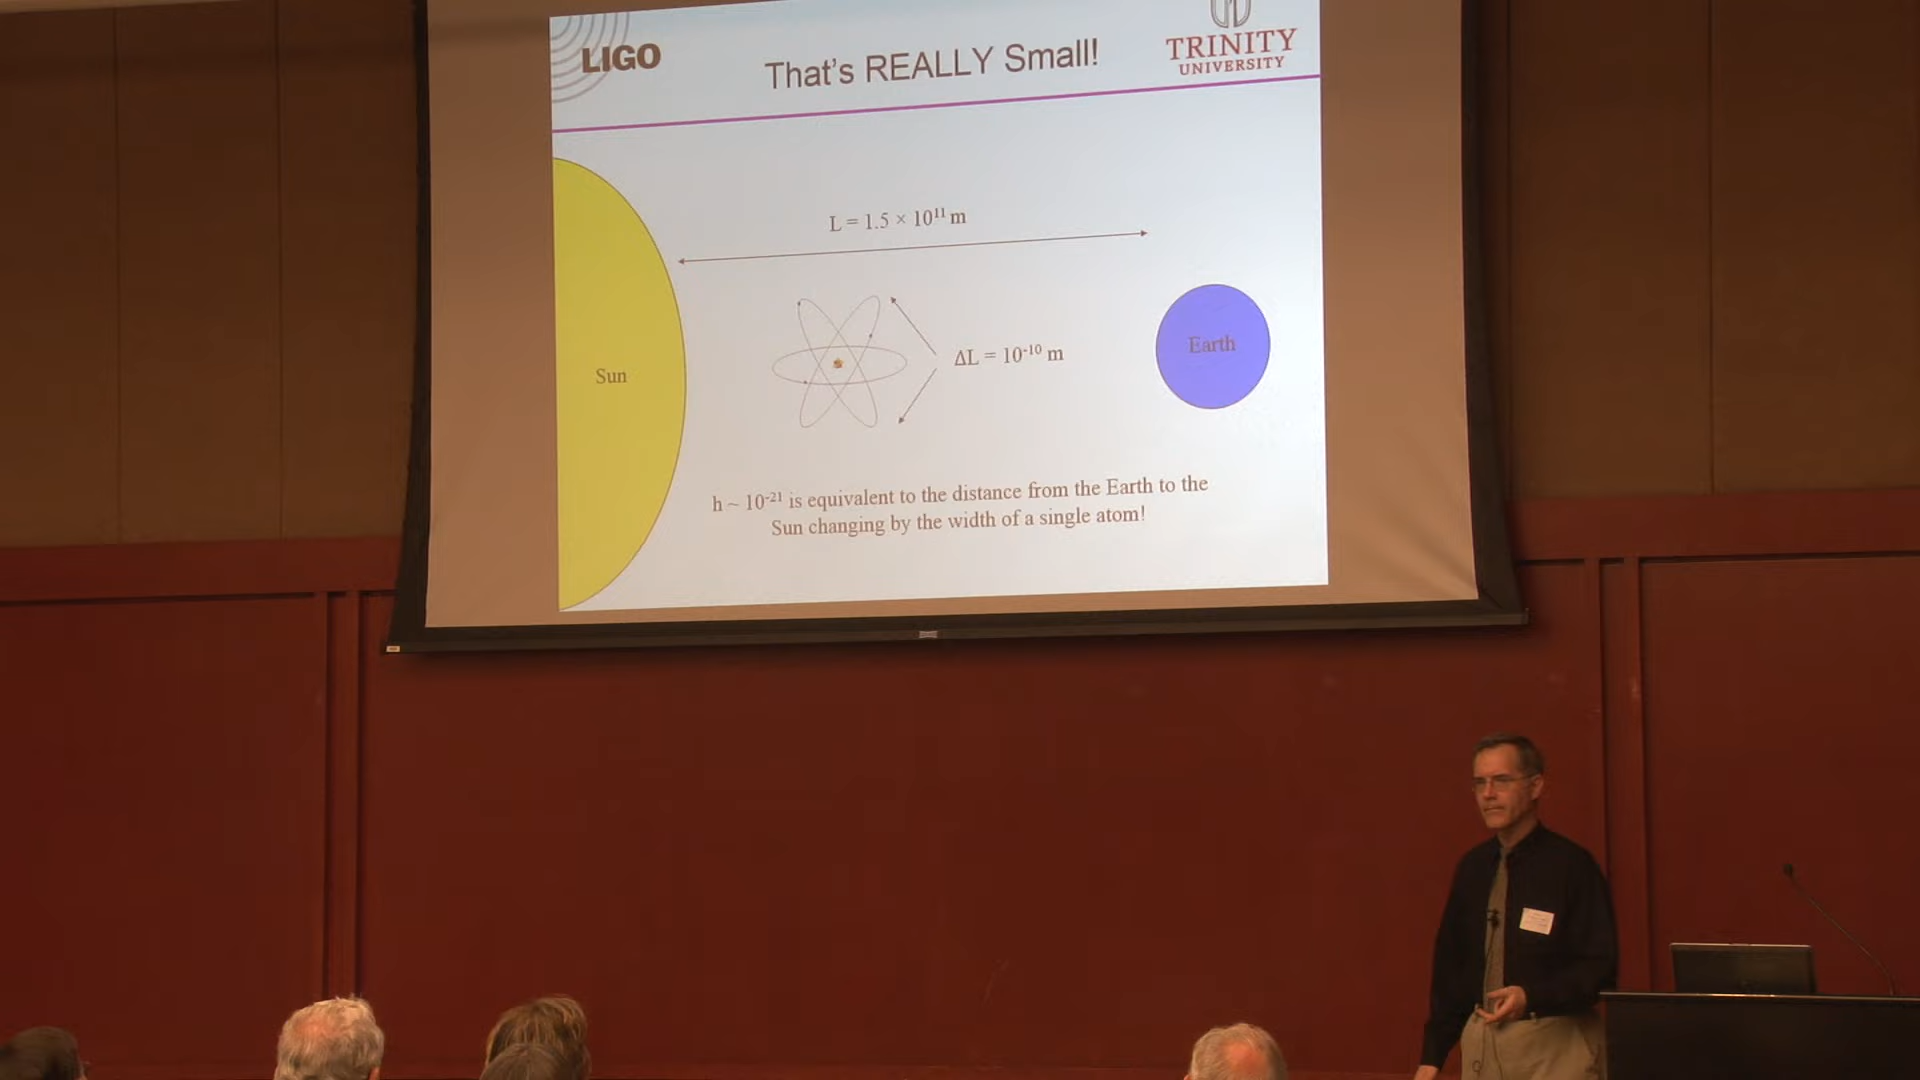 LIGO
That's REALLY Small!
TRINITY
UNIVERSITY
L = 1.5 × 10¹¹ m
ΔL = 10⁻¹⁰ m
Earth
Sun
h ~ 10⁻²¹ is equivalent to the distance from the Earth to the
Sun changing by the width of a single atom!